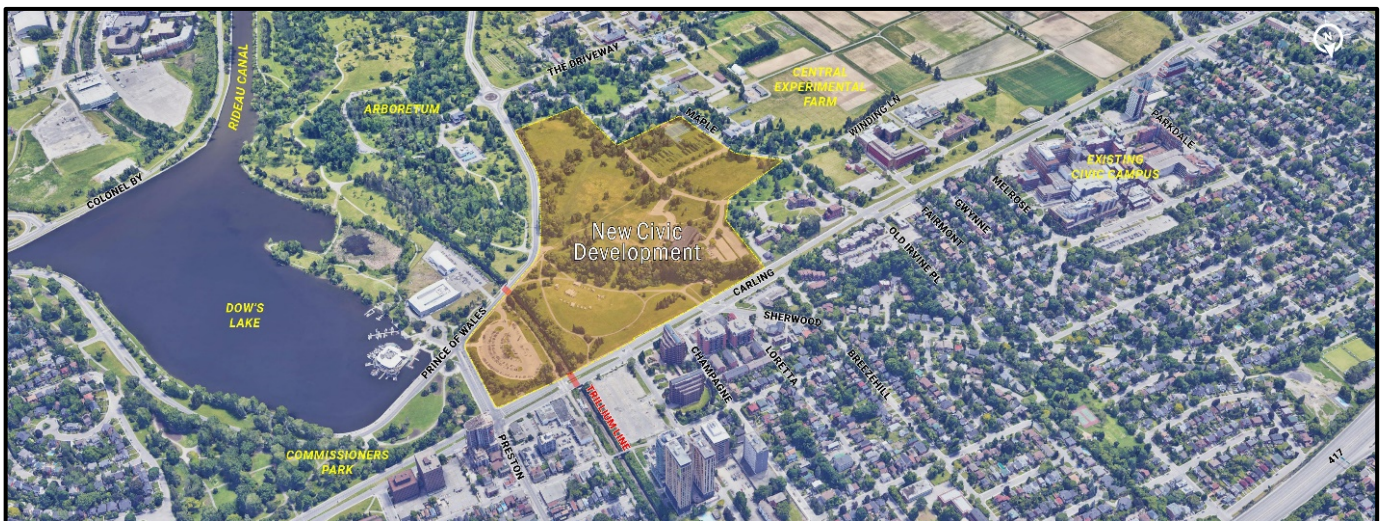 N
THE DRIVEWAY
RIDEAU CANAL
ARBORETUM
CENTRAL
EXPERIMENTAL
FARM
MAPLE
WINDING LN
PARKDALE
EXISTING
CIVIC CAMPUS
COLONEL BY
MELROSE
GWYNNE
FAIRMONT
OLD IRVINE PL
New Civic
Development
CARLING
DOW'S
LAKE
PRINCE OF WALES
SHERWOOD
CHAMPAGNE
LORETTA
BREEZEHILL
TRILLIUM LINE
PRESTON
COMMISSIONERS
PARK
417